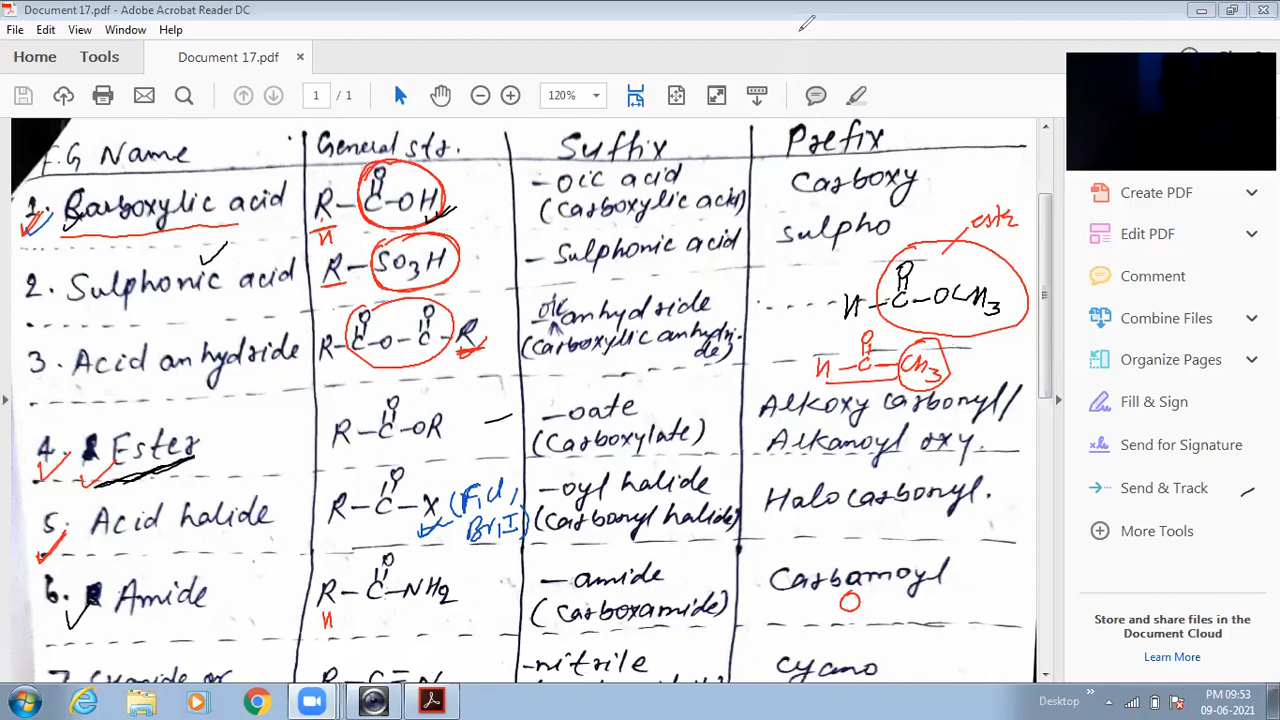 Document 17.pdf - Adobe Acrobat Reader DC
File Edit View Window Help
Home Tools Document 17.pdf ×
1 / 1 120%
F.G Name General str. Suffix Prefix
1. Carboxylic acid R-C-OH -oic acid Carboxy
O
(carboxylic acid)
H
2. Sulphonic acid R-SO3H -Sulphonic acid Sulpho
ester
H-C-OCH3
O
3. Acid anhydride R-C-O-C-R -oic anhydride
O O
(carboxylic anhydride)
H-C-CH3
O
4. Ester R-C-OR -oate Alkoxy carbonyl/
O
(Carboxylate) Alkanoyl oxy.
5. Acid halide R-C-X (F, Cl, Br, I) -oyl halide Halocarbonyl.
O
(carbonyl halide)
6. Amide R-C-NH2 -amide Carbamoyl
O
H (carboxamide)
7. Cyanide or -nitrile Cyano
Create PDF
Edit PDF
Comment
Combine Files
Organize Pages
Fill & Sign
Send for Signature
Send & Track
More Tools
Store and share files in the
Document Cloud
Learn More
Desktop
PM 09:53
09-06-2021